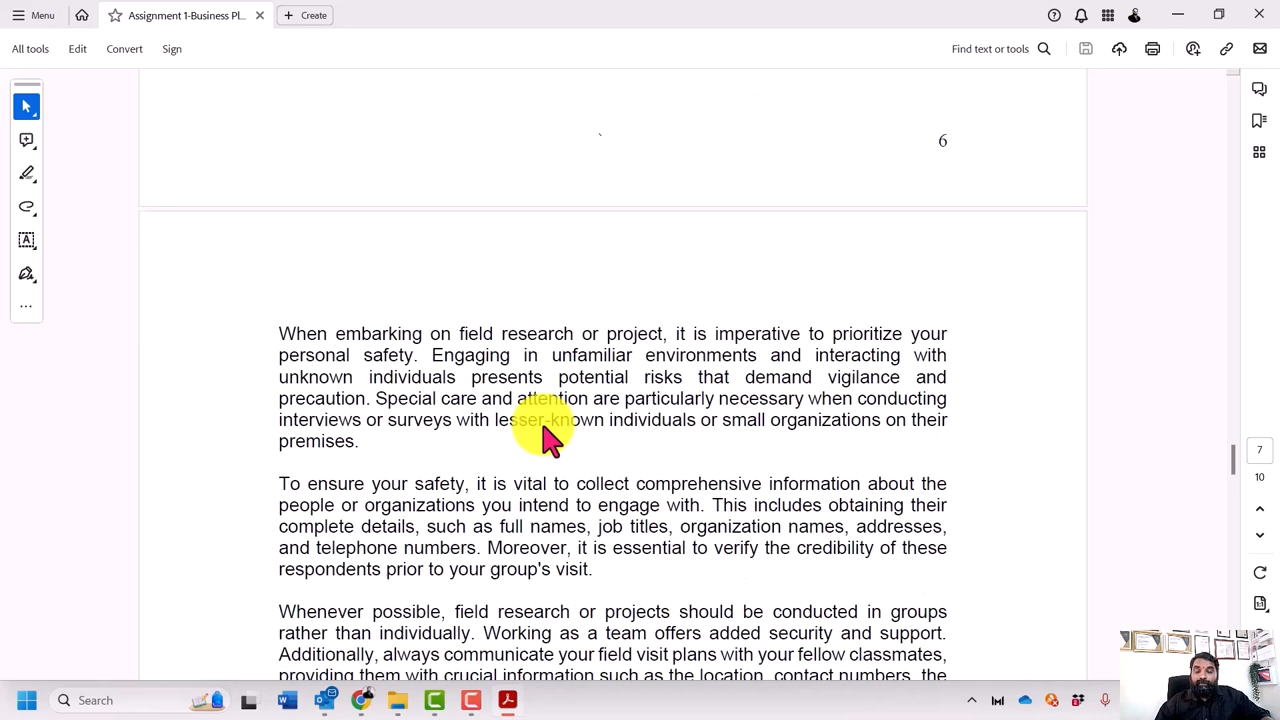 Menu
Assignment 1-Business Pl...
Create
All tools
Edit
Convert
Sign
Find text or tools
6
When embarking on field research or project, it is imperative to prioritize your
personal safety. Engaging in unfamiliar environments and interacting with
unknown individuals presents potential risks that demand vigilance and
precaution. Special care and attention are particularly necessary when conducting
interviews or surveys with lesser-known individuals or small organizations on their
premises.
To ensure your safety, it is vital to collect comprehensive information about the
people or organizations you intend to engage with. This includes obtaining their
complete details, such as full names, job titles, organization names, addresses,
and telephone numbers. Moreover, it is essential to verify the credibility of these
respondents prior to your group's visit.
Whenever possible, field research or projects should be conducted in groups
rather than individually. Working as a team offers added security and support.
Additionally, always communicate your field visit plans with your fellow classmates,
providing them with crucial information such as the location, contact numbers, the
7
10
Search